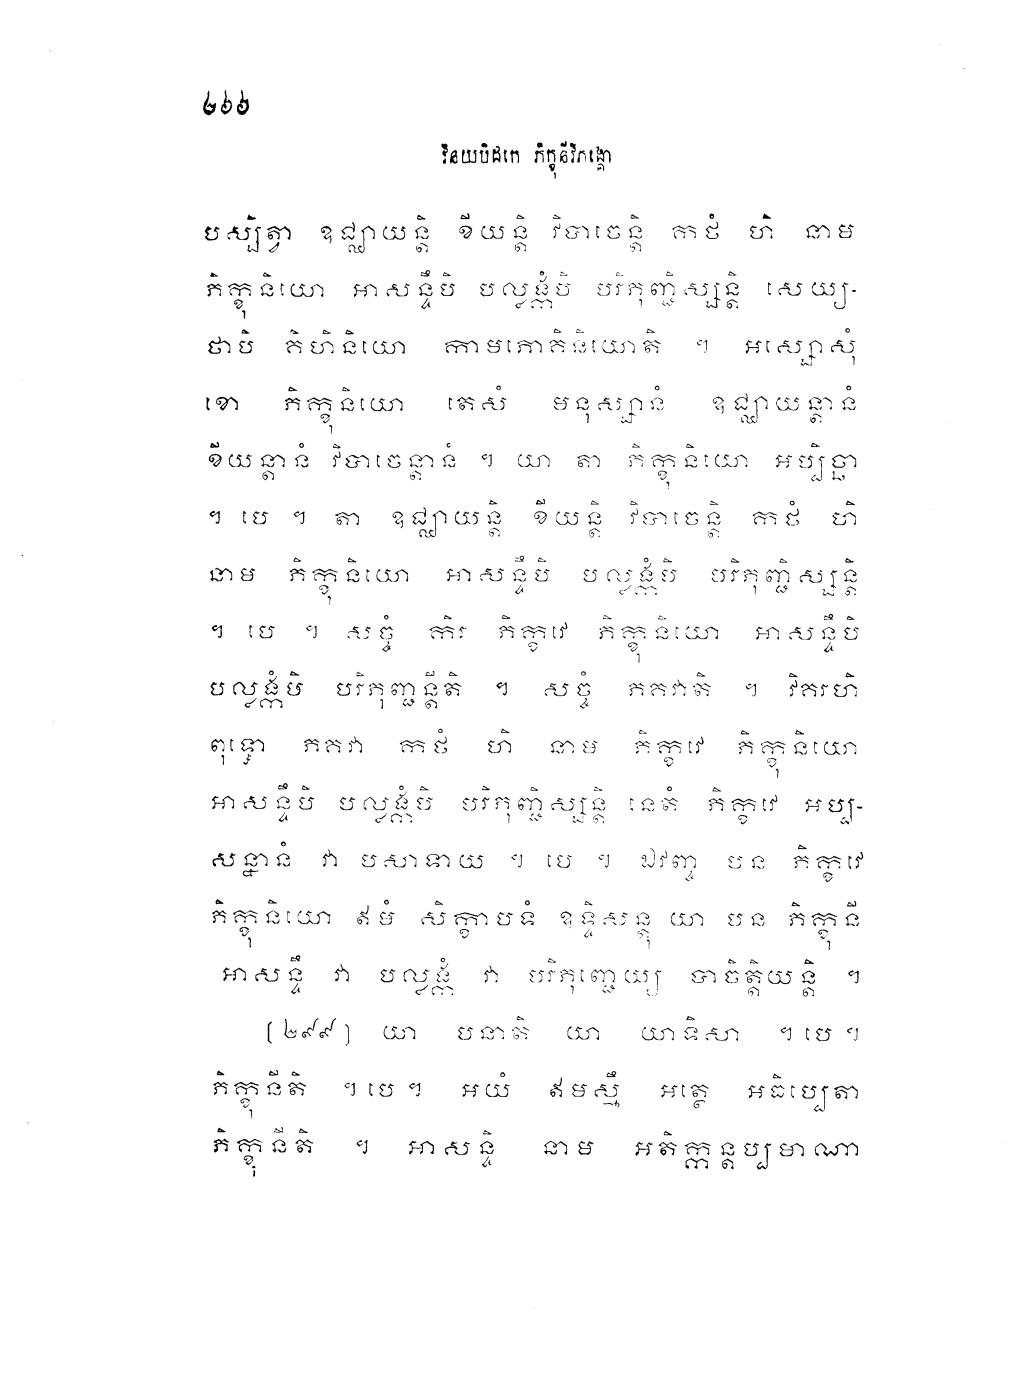 ២៦៦
វិនយបិដកេ ភិក្ខុនីវិភង្គោ
បស្សិត្វា ឧជ្ឈាយន្តិ ខីយន្តិ វិបាចេន្តិ កថំ ហិ នាម
ភិក្ខុនិយោ អាសន្ទឹបិ បល្លង្កំបិ បរិភុញ្ជិស្សន្តិ សេយ្យ-
ថាបិ គិហិនិយោ កាមភោគិនិយោតិ ។ អស្សោសុំ
ខោ ភិក្ខុនិយោ តេសំ មនុស្សានំ ឧជ្ឈាយន្តានំ
ខីយន្តានំ វិបាចេន្តានំ ។ យា តា ភិក្ខុនិយោ អប្បិច្ឆា
។ បេ ។ តា ឧជ្ឈាយន្តិ ខីយន្តិ វិបាចេន្តិ កថំ ហិ
នាម ភិក្ខុនិយោ អាសន្ទឹបិ បល្លង្កំបិ បរិភុញ្ជិស្សន្តិ
។ បេ ។ សច្ចំ កិរ ភិក្ខវេ ភិក្ខុនិយោ អាសន្ទឹបិ
បល្លង្កំបិ បរិភុញ្ជន្តីតិ ។ សច្ចំ ភគវាតិ ។ វិគរហិ
ពុទ្ធោ ភគវា កថំ ហិ នាម ភិក្ខវេ ភិក្ខុនិយោ
អាសន្ទឹបិ បល្លង្កំបិ បរិភុញ្ជិស្សន្តិ នេតំ ភិក្ខវេ អប្ប-
សន្នានំ វា បសាទាយ ។ បេ ។ ឯវញ្ច បន ភិក្ខវេ
ភិក្ខុនិយោ ឥមំ សិក្ខាបទំ ឧទ្ទិសន្តុ យា បន ភិក្ខុនី
អាសន្ទឹ វា បល្លង្កំ វា បរិភុញ្ជេយ្យ បាចិត្តិយន្តិ ។
[២៩៩] យា បនាតិ យា យាទិសា ។ បេ ។
ភិក្ខុនីតិ ។ បេ ។ អយំ ឥមស្មឹ អត្ថេ អធិប្បេតា
ភិក្ខុនីតិ ។ អាសន្ទិ នាម អតិក្កន្តប្បមាណា